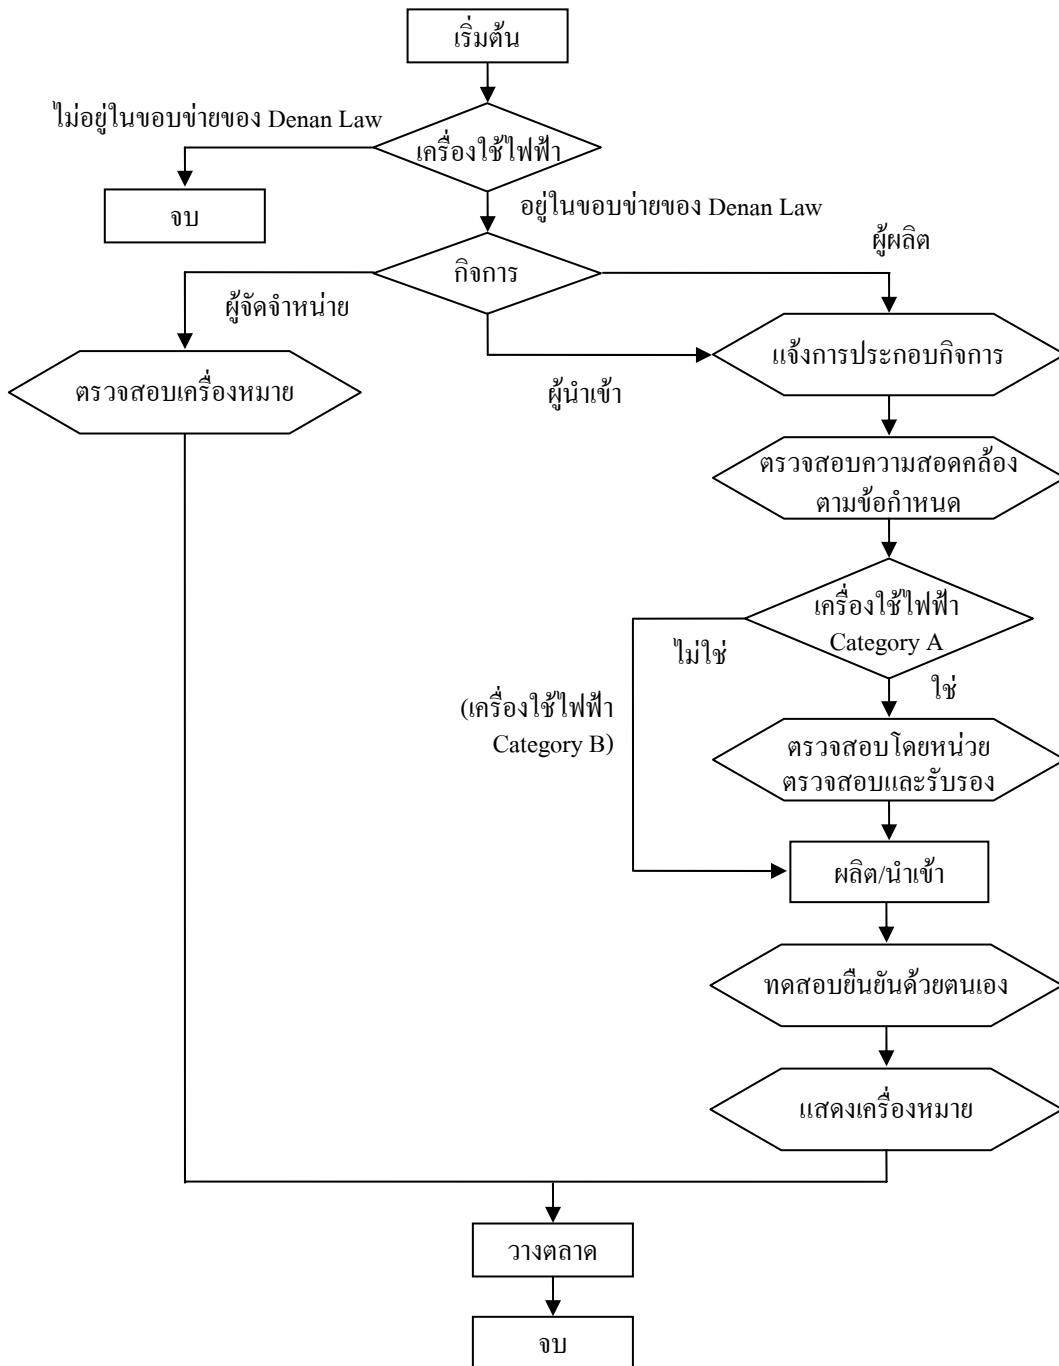 เริ่มต้น
ไม่อยู่ในขอบข่ายของ Denan Law
เครื่องใช้ไฟฟ้า
จบ
อยู่ในขอบข่ายของ Denan Law
ผู้ผลิต
กิจการ
ผู้จัดจำหน่าย
แจ้งการประกอบกิจการ
ตรวจสอบเครื่องหมาย
ผู้นำเข้า
ตรวจสอบความสอดคล้อง
ตามข้อกำหนด
เครื่องใช้ไฟฟ้า
Category A
ไม่ใช่
ใช่
(เครื่องใช้ไฟฟ้า
Category B)
ตรวจสอบโดยหน่วย
ตรวจสอบและรับรอง
ผลิต/นำเข้า
ทดสอบยืนยันด้วยตนเอง
แสดงเครื่องหมาย
วางตลาด
จบ